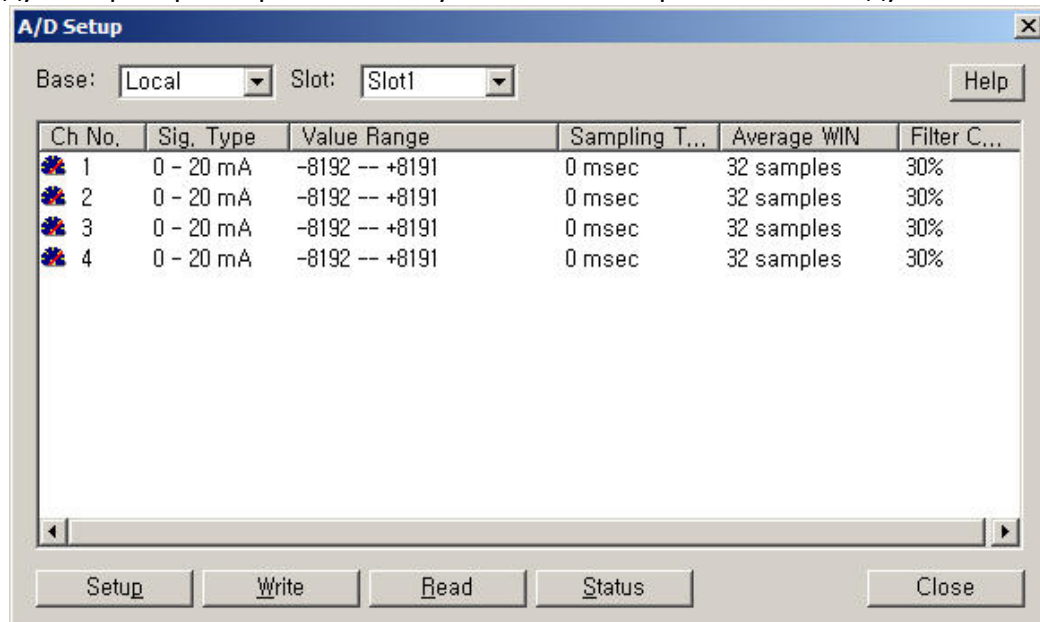 A/D Setup
Base: Local Slot: Slot1 Help
Ch No, Sig, Type Value Range Sampling T... Average WIN Filter C...
1 0 - 20 mA -8192 -- +8191 0 msec 32 samples 30%
2 0 - 20 mA -8192 -- +8191 0 msec 32 samples 30%
3 0 - 20 mA -8192 -- +8191 0 msec 32 samples 30%
4 0 - 20 mA -8192 -- +8191 0 msec 32 samples 30%
Setup Write Read Status Close